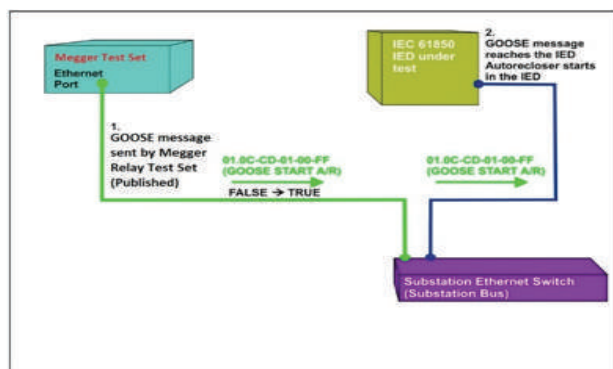 Megger Test Set
Ethernet
Port
1.
GOOSE message
sent by Megger
Relay Test Set
(Published)
01.0C-CD-01-00-FF
(GOOSE START A/R)
FALSE → TRUE
IEC 61850
IED under
test
2.
GOOSE message
reaches the IED
Autorecloser starts
in the IED
01.0C-CD-01-00-FF
(GOOSE START A/R)
Substation Ethernet Switch
(Substation Bus)